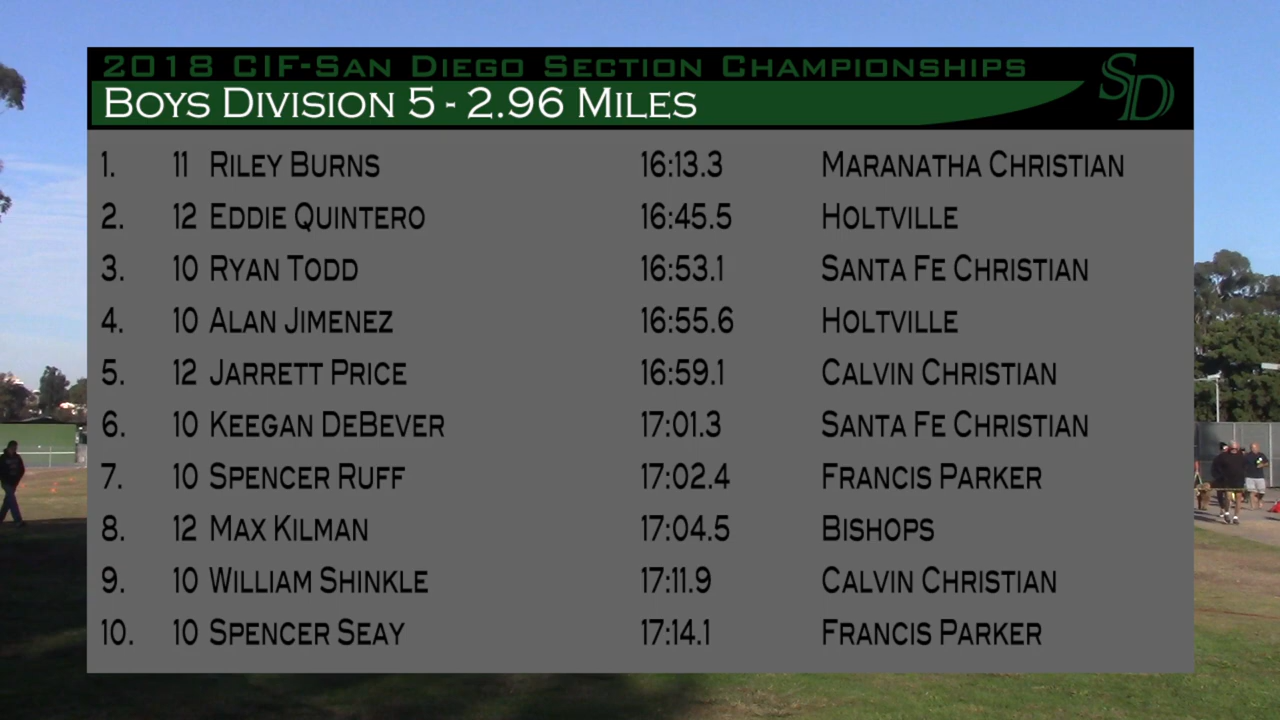 2018 CIF-San Diego Section Championships
SD
Boys Division 5 - 2.96 Miles
1. 11 Riley Burns 16:13.3 Maranatha Christian
2. 12 Eddie Quintero 16:45.5 Holtville
3. 10 Ryan Todd 16:53.1 Santa Fe Christian
4. 10 Alan Jimenez 16:55.6 Holtville
5. 12 Jarrett Price 16:59.1 Calvin Christian
6. 10 Keegan DeBever 17:01.3 Santa Fe Christian
7. 10 Spencer Ruff 17:02.4 Francis Parker
8. 12 Max Kilman 17:04.5 Bishops
9. 10 William Shinkle 17:11.9 Calvin Christian
10. 10 Spencer Seay 17:14.1 Francis Parker